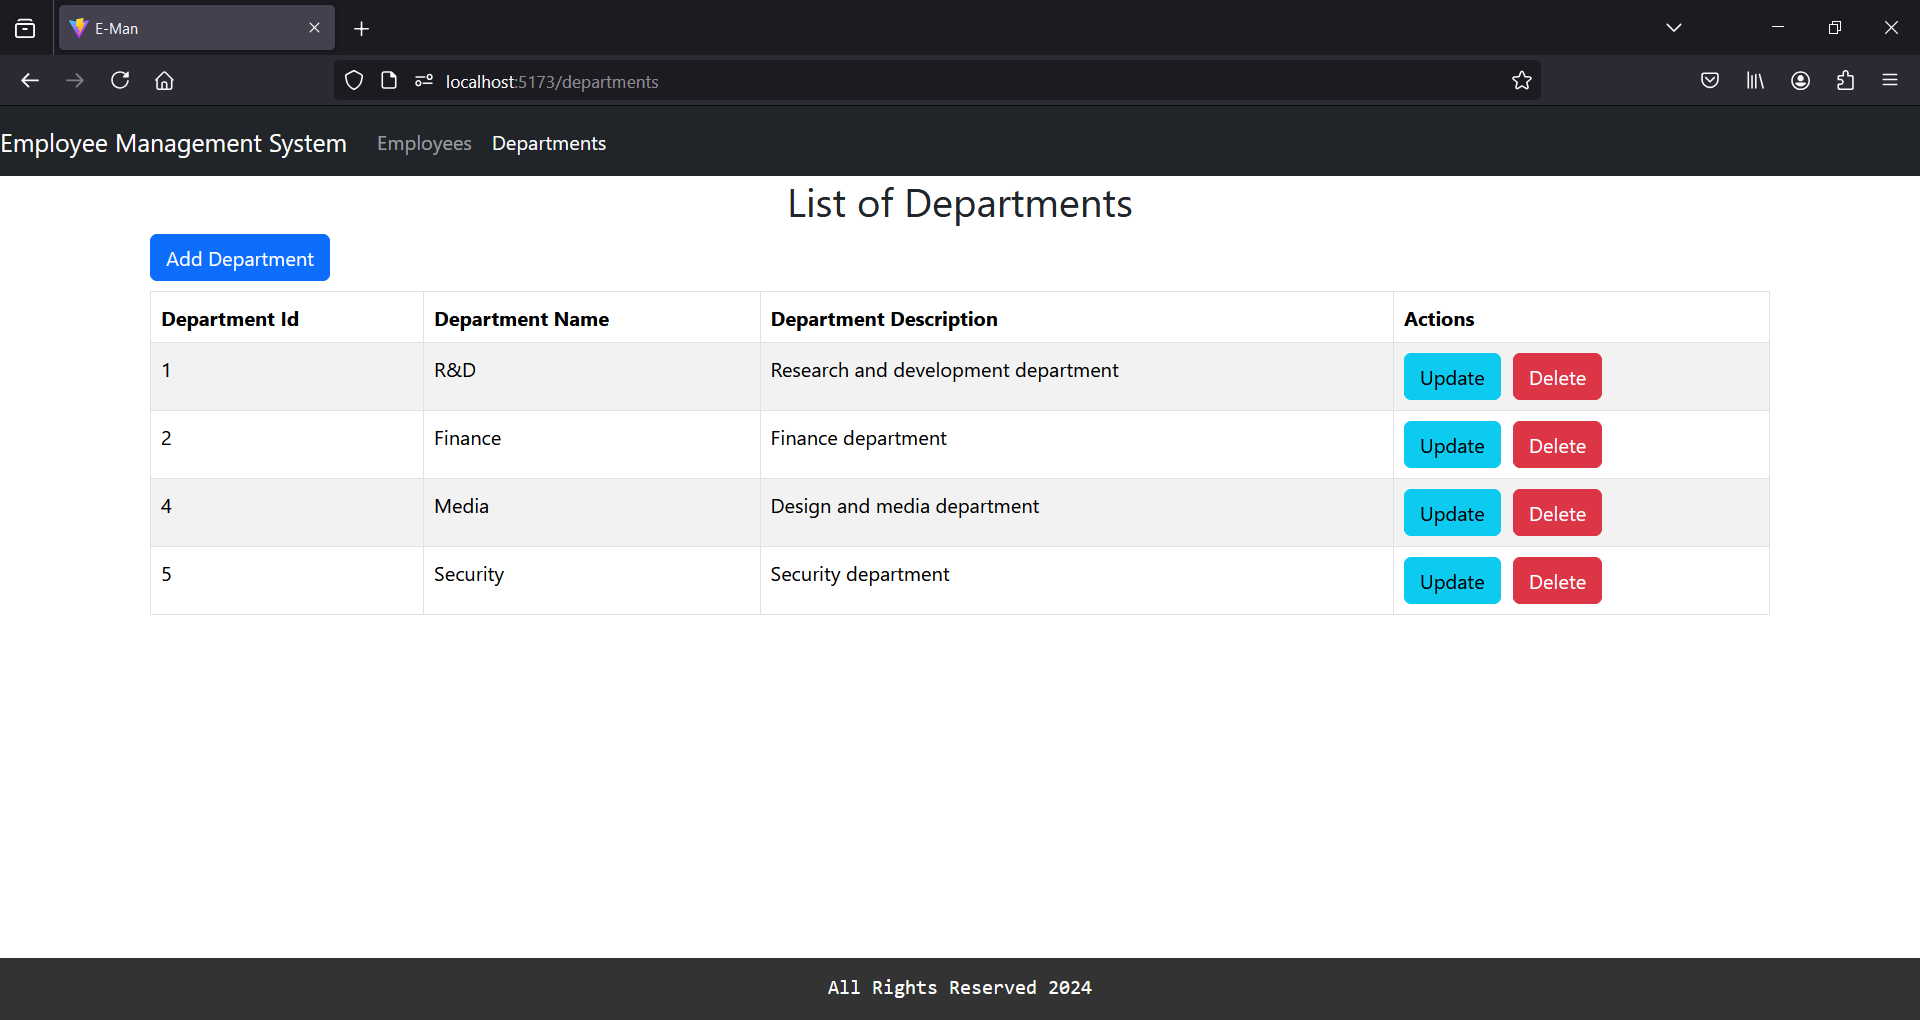 E-Man
localhost:5173/departments
Employee Management System Employees Departments
List of Departments
Add Department
Department Id Department Name Department Description Actions
1 R&D Research and development department Update Delete
2 Finance Finance department Update Delete
4 Media Design and media department Update Delete
5 Security Security department Update Delete
All Rights Reserved 2024